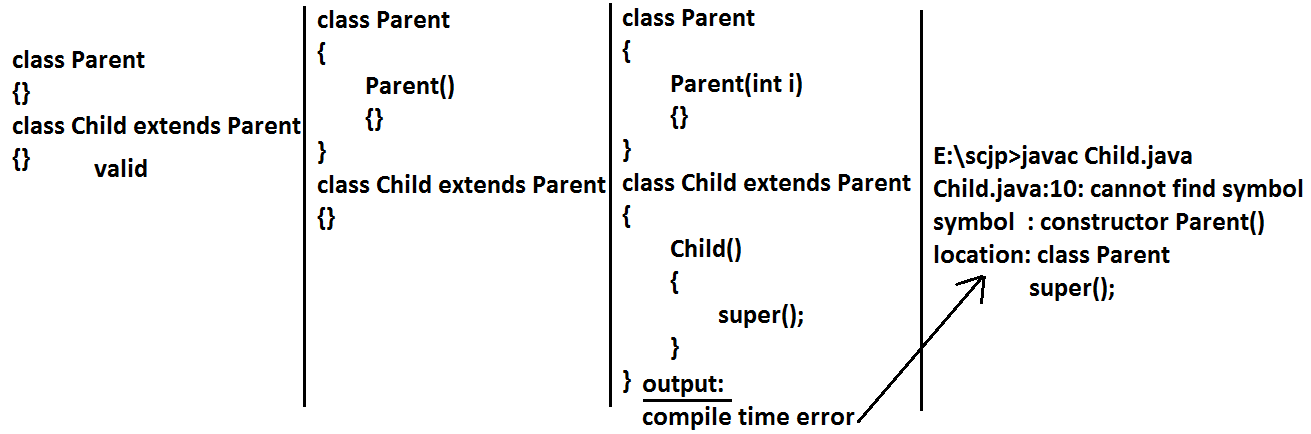 class Parent
{}
class Child extends Parent
{}
valid
class Parent
{
Parent()
{}
}
class Child extends Parent
{}
class Parent
{
Parent(int i)
{}
}
class Child extends Parent
{
Child()
{
super();
}
}
output:
compile time error
E:\scjp>javac Child.java
Child.java:10: cannot find symbol
symbol : constructor Parent()
location: class Parent
super();